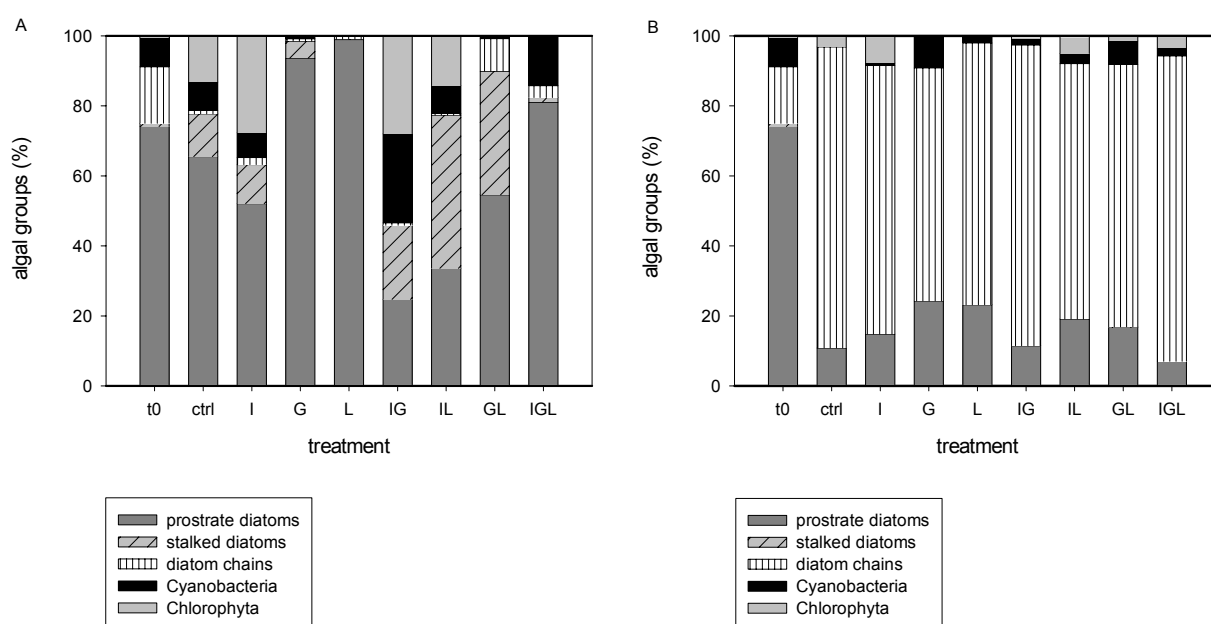 A
algal groups (%)
100
80
60
40
20
0
t0 ctrl I G L IG IL GL IGL
treatment
prostrate diatoms
stalked diatoms
diatom chains
Cyanobacteria
Chlorophyta
B
algal groups (%)
100
80
60
40
20
0
t0 ctrl I G L IG IL GL IGL
treatment
prostrate diatoms
stalked diatoms
diatom chains
Cyanobacteria
Chlorophyta